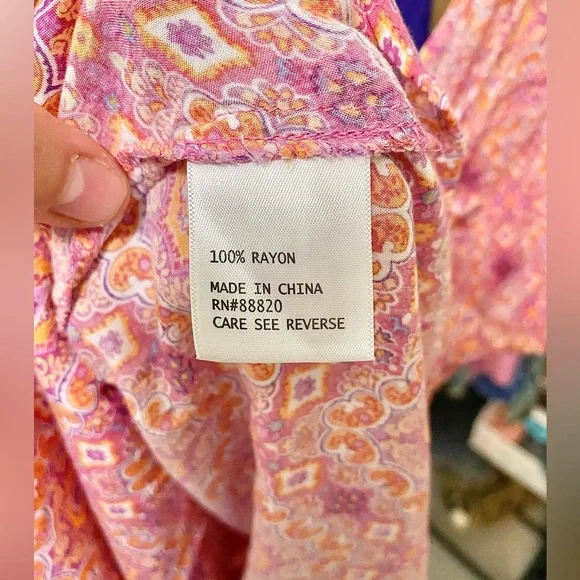 100% RAYON
MADE IN CHINA
RN#88820
CARE SEE REVERSE